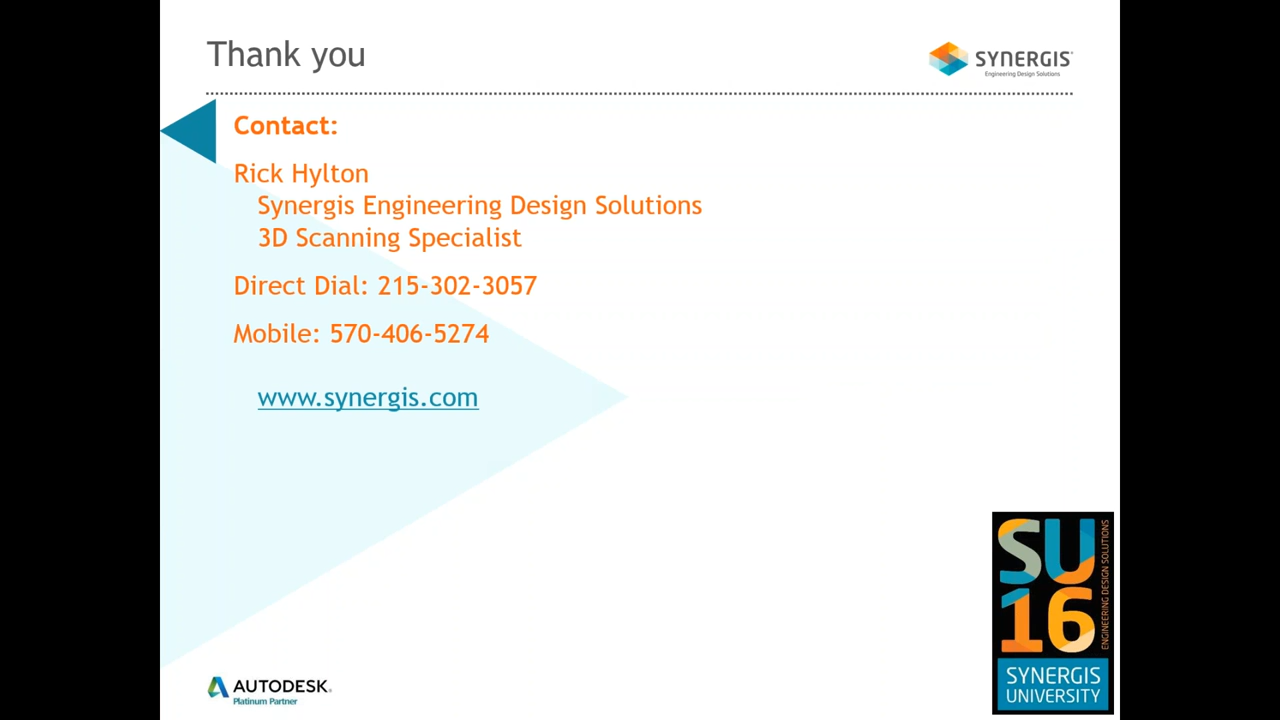 Thank you
SYNERGIS
Engineering Design Solutions
Contact:
Rick Hylton
Synergis Engineering Design Solutions
3D Scanning Specialist
Direct Dial: 215-302-3057
Mobile: 570-406-5274
www.synergis.com
SU
16
ENGINEERING DESIGN SOLUTIONS
SYNERGIS
UNIVERSITY
AUTODESK.
Platinum Partner